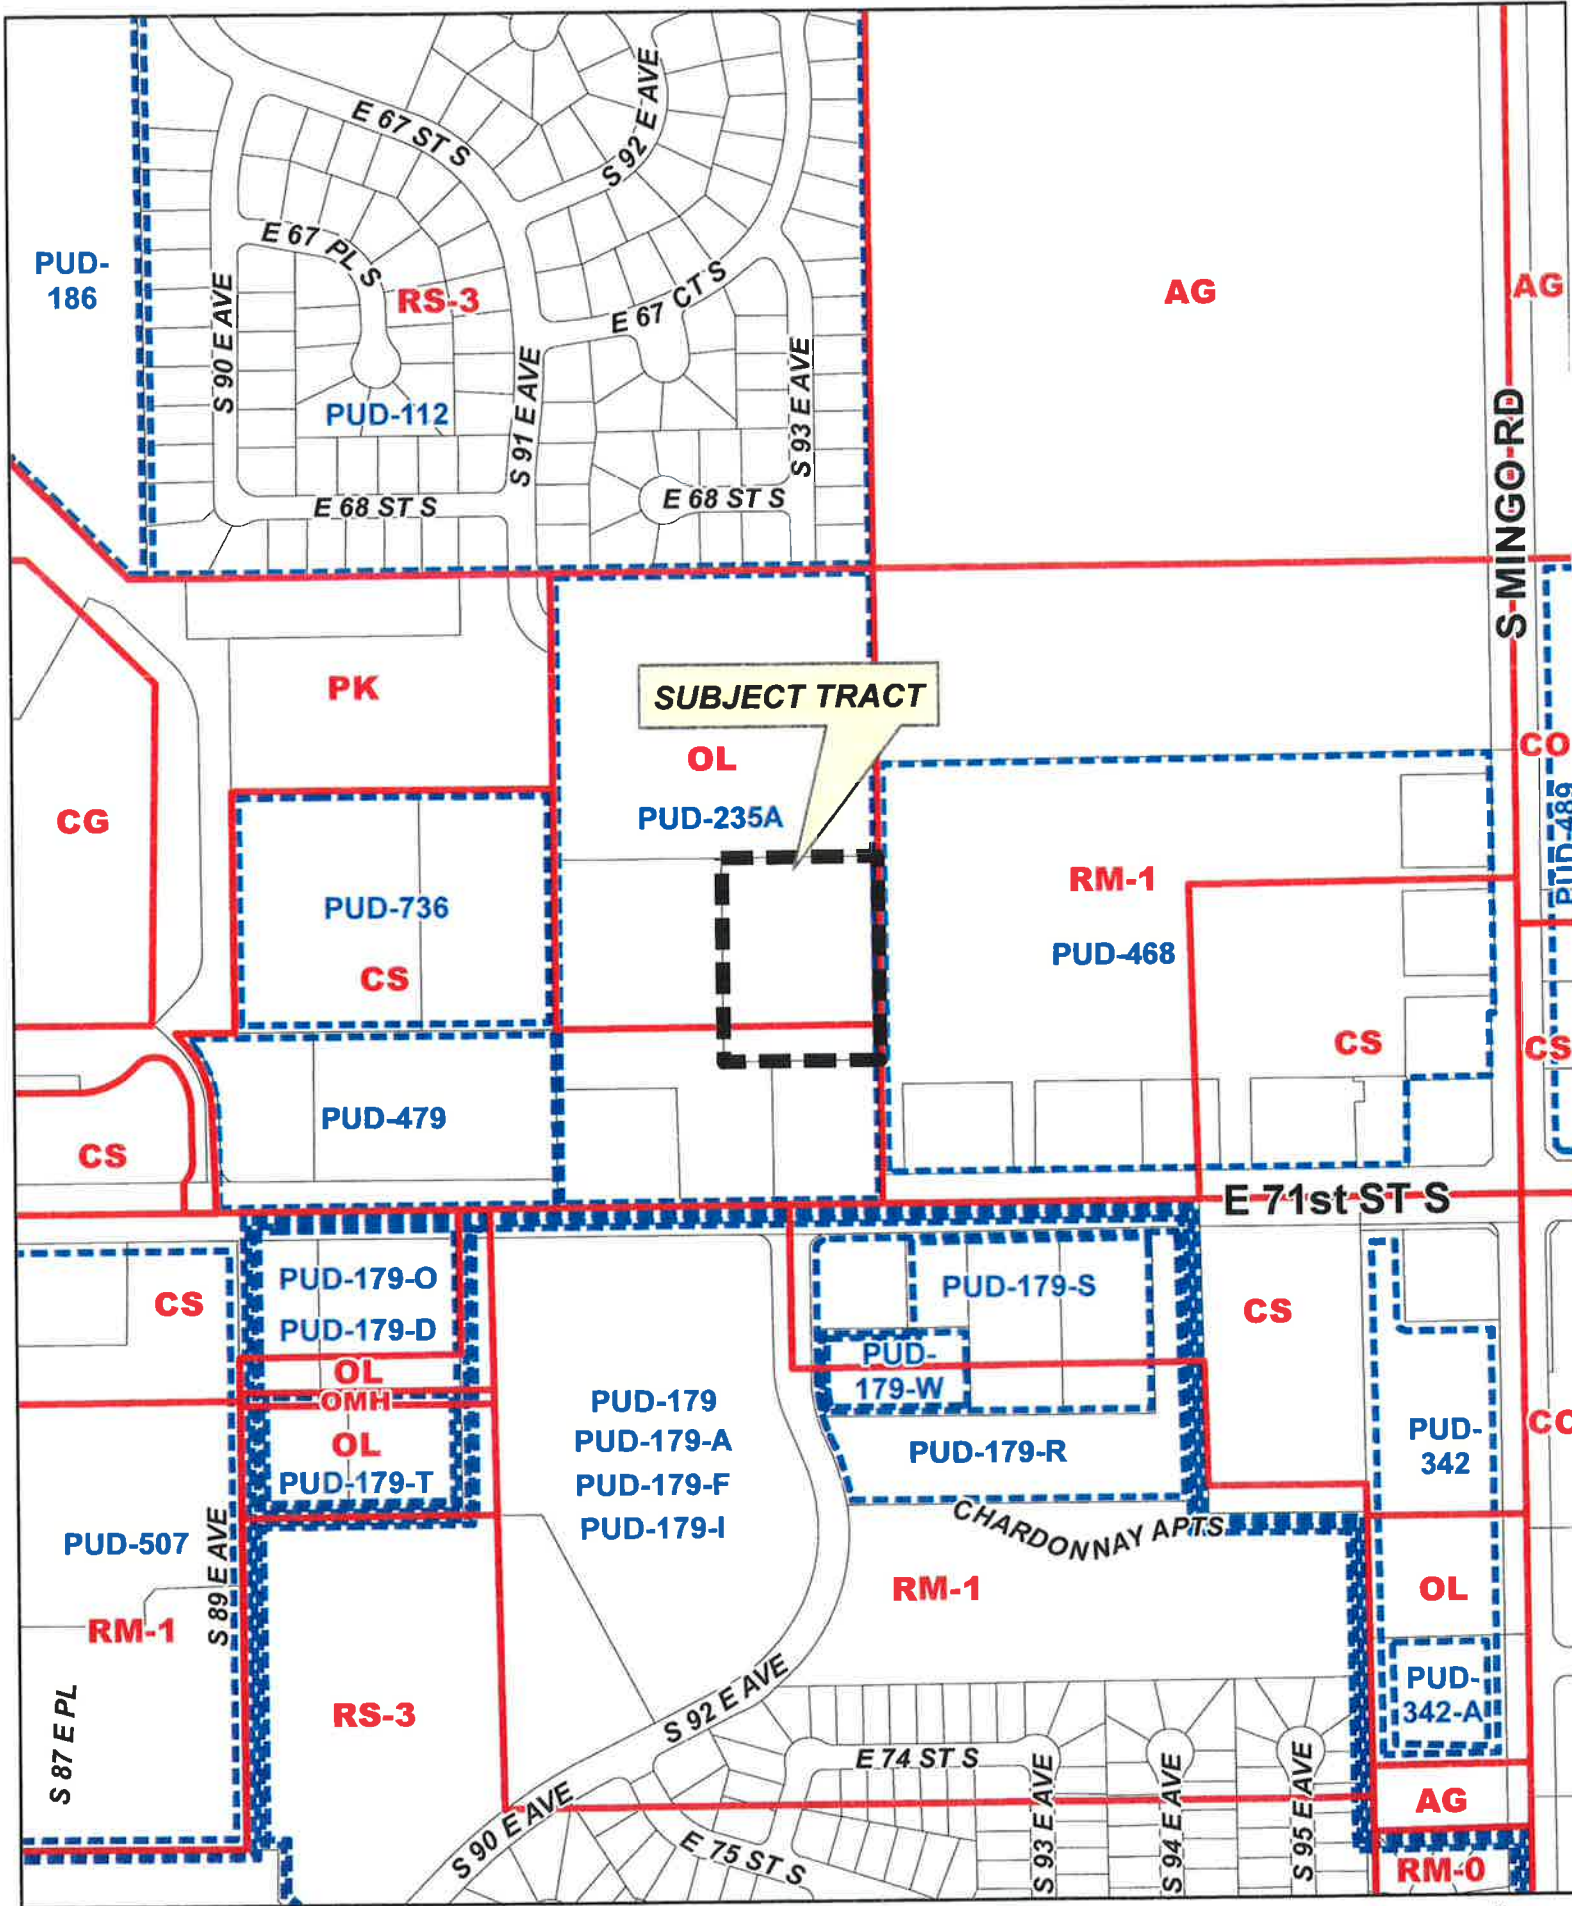 E 67 ST S
S 92 E AVE
PUD-
186
E 67 PL S
RS-3
E 67 CT S
AG
AG
S 90 E AVE
PUD-112
S 91 E AVE
S 93 E AVE
E 68 ST S
E 68 ST S
S MINGO RD
PK
SUBJECT TRACT
OL
PUD-235A
CO
PUD-489
CG
PUD-736
CS
RM-1
PUD-468
CS
CS
PUD-479
CS
E 71st ST S
CS
PUD-179-O
PUD-179-D
OL
OMH
OL
PUD-179-T
PUD-179-S
PUD-
179-W
CS
PUD-179
PUD-179-A
PUD-179-F
PUD-179-I
PUD-179-R
PUD-
342
CO
CHARDONNAY APTS
PUD-507
S 89 E AVE
RM-1
RM-1
OL
S 87 E PL
RS-3
S 92 E AVE
PUD-
342-A
E 74 ST S
S 90 E AVE
E 75 ST S
S 93 E AVE
S 94 E AVE
S 95 E AVE
AG
RM-0